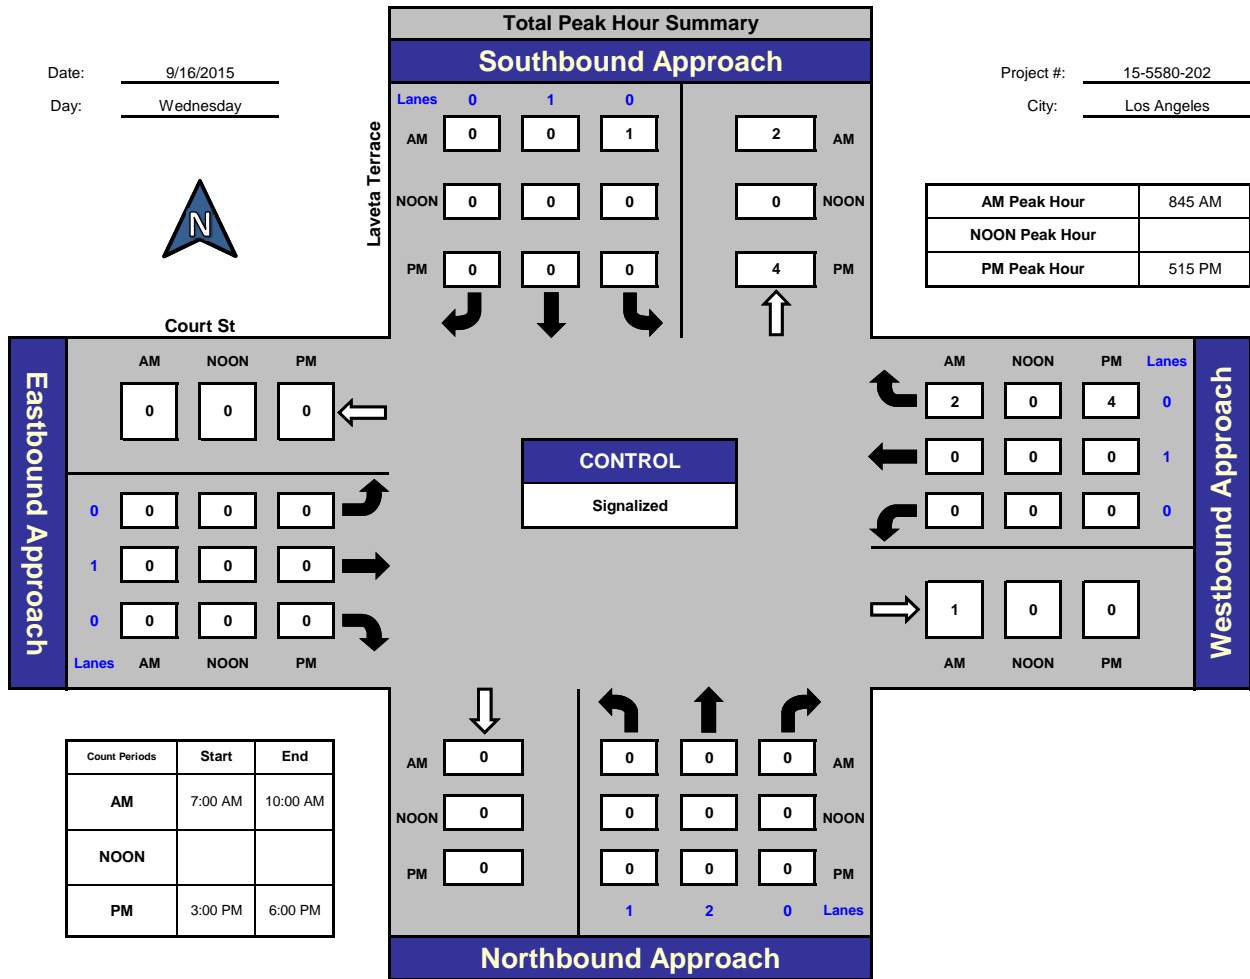 Total Peak Hour Summary
Southbound Approach
Date: 9/16/2015
Day: Wednesday
Project #: 15-5580-202
City: Los Angeles
Lanes 0 1 0
AM 0 0 1 2 AM
NOON 0 0 0 0 NOON
PM 0 0 0 4 PM
Laveta Terrace
N
AM Peak Hour 845 AM
NOON Peak Hour
PM Peak Hour 515 PM
Court St
Eastbound Approach
AM NOON PM
0 0 0
0 0 0 0
1 0 0 0
0 0 0 0
Lanes AM NOON PM
CONTROL
Signalized
AM NOON PM Lanes
2 0 4 0
0 0 0 1
0 0 0 0
1 0 0
AM NOON PM
Westbound Approach
Count Periods Start End
AM 7:00 AM 10:00 AM
NOON
PM 3:00 PM 6:00 PM
AM 0 0 0 0 AM
NOON 0 0 0 0 NOON
PM 0 0 0 0 PM
1 2 0 Lanes
Northbound Approach